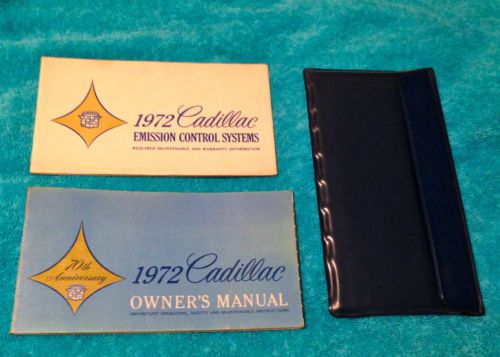 1972 Cadillac
EMISSION CONTROL SYSTEMS
REQUIRED MAINTENANCE AND WARRANTY INFORMATION
70th
Anniversary
1972 Cadillac
OWNER'S MANUAL
IMPORTANT OPERATING, SAFETY AND MAINTENANCE INSTRUCTIONS